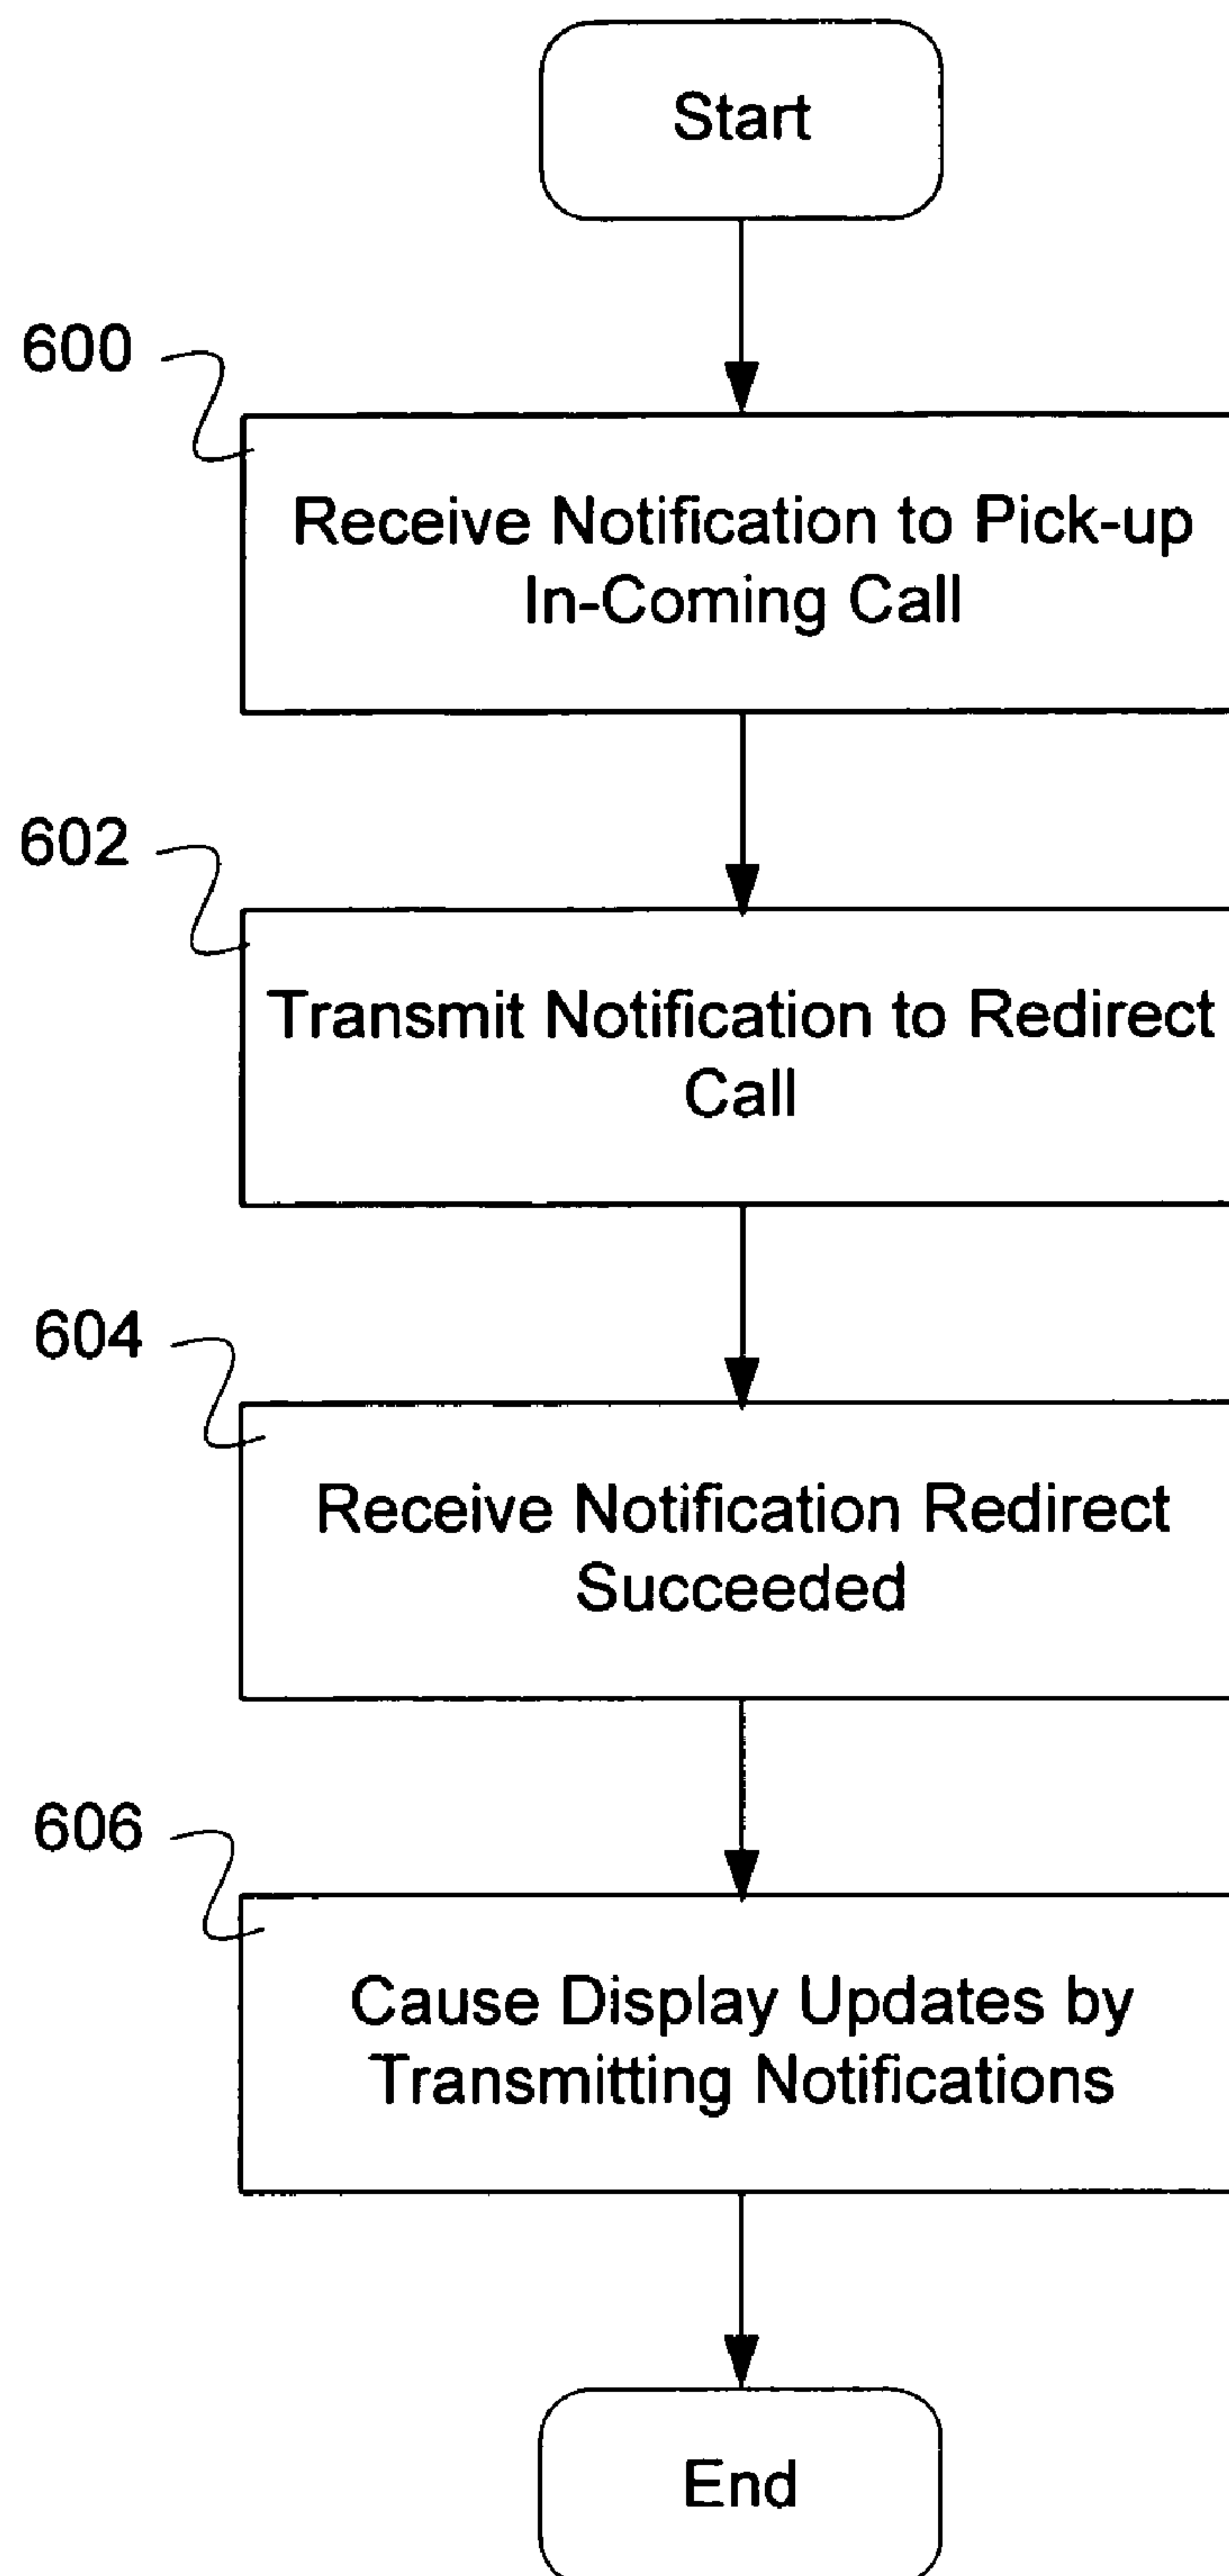 Start
600
Receive Notification to Pick-up
In-Coming Call
602
Transmit Notification to Redirect
Call
604
Receive Notification Redirect
Succeeded
606
Cause Display Updates by
Transmitting Notifications
End